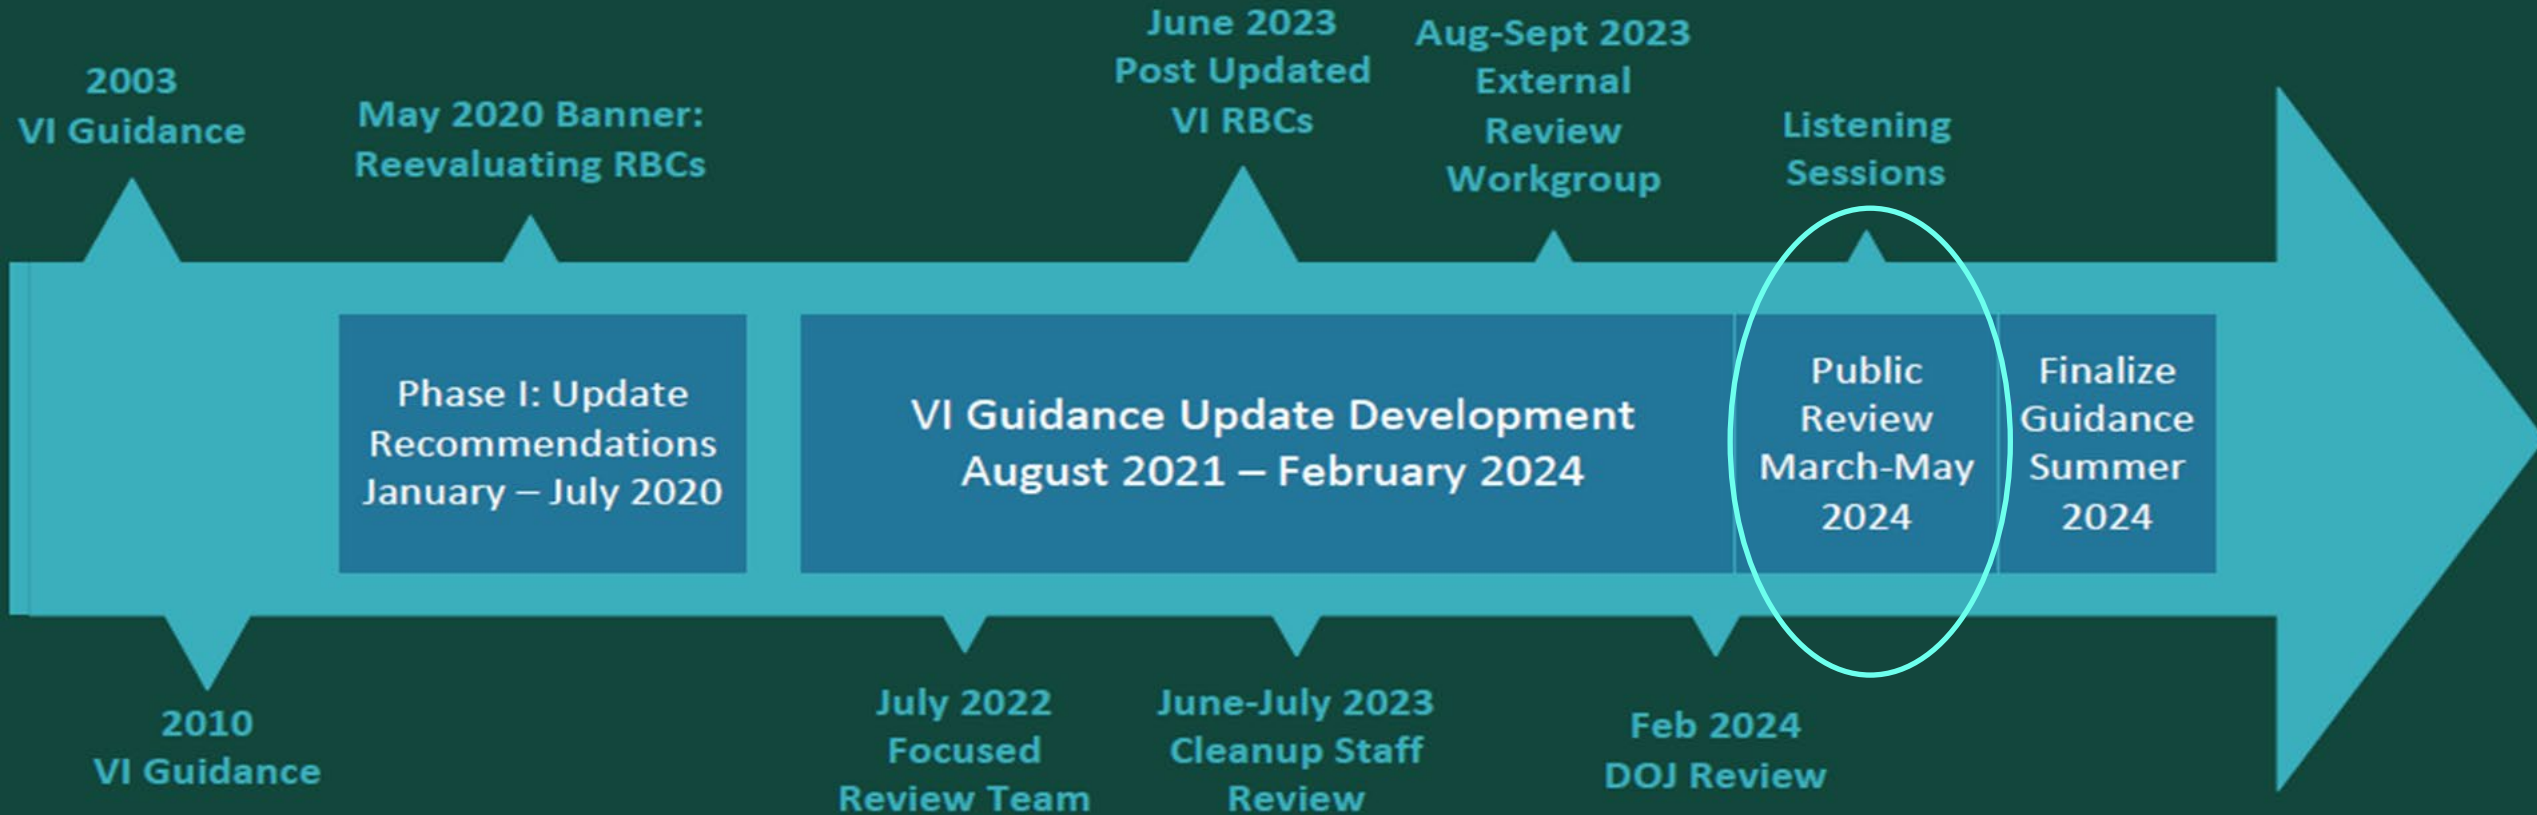 2003
VI Guidance
May 2020 Banner:
Reevaluating RBCs
June 2023
Post Updated
VI RBCs
Aug-Sept 2023
External
Review
Workgroup
Listening
Sessions
Phase I: Update
Recommendations
January – July 2020
VI Guidance Update Development
August 2021 – February 2024
Public
Review
March-May
2024
Finalize
Guidance
Summer
2024
2010
VI Guidance
July 2022
Focused
Review Team
June-July 2023
Cleanup Staff
Review
Feb 2024
DOJ Review